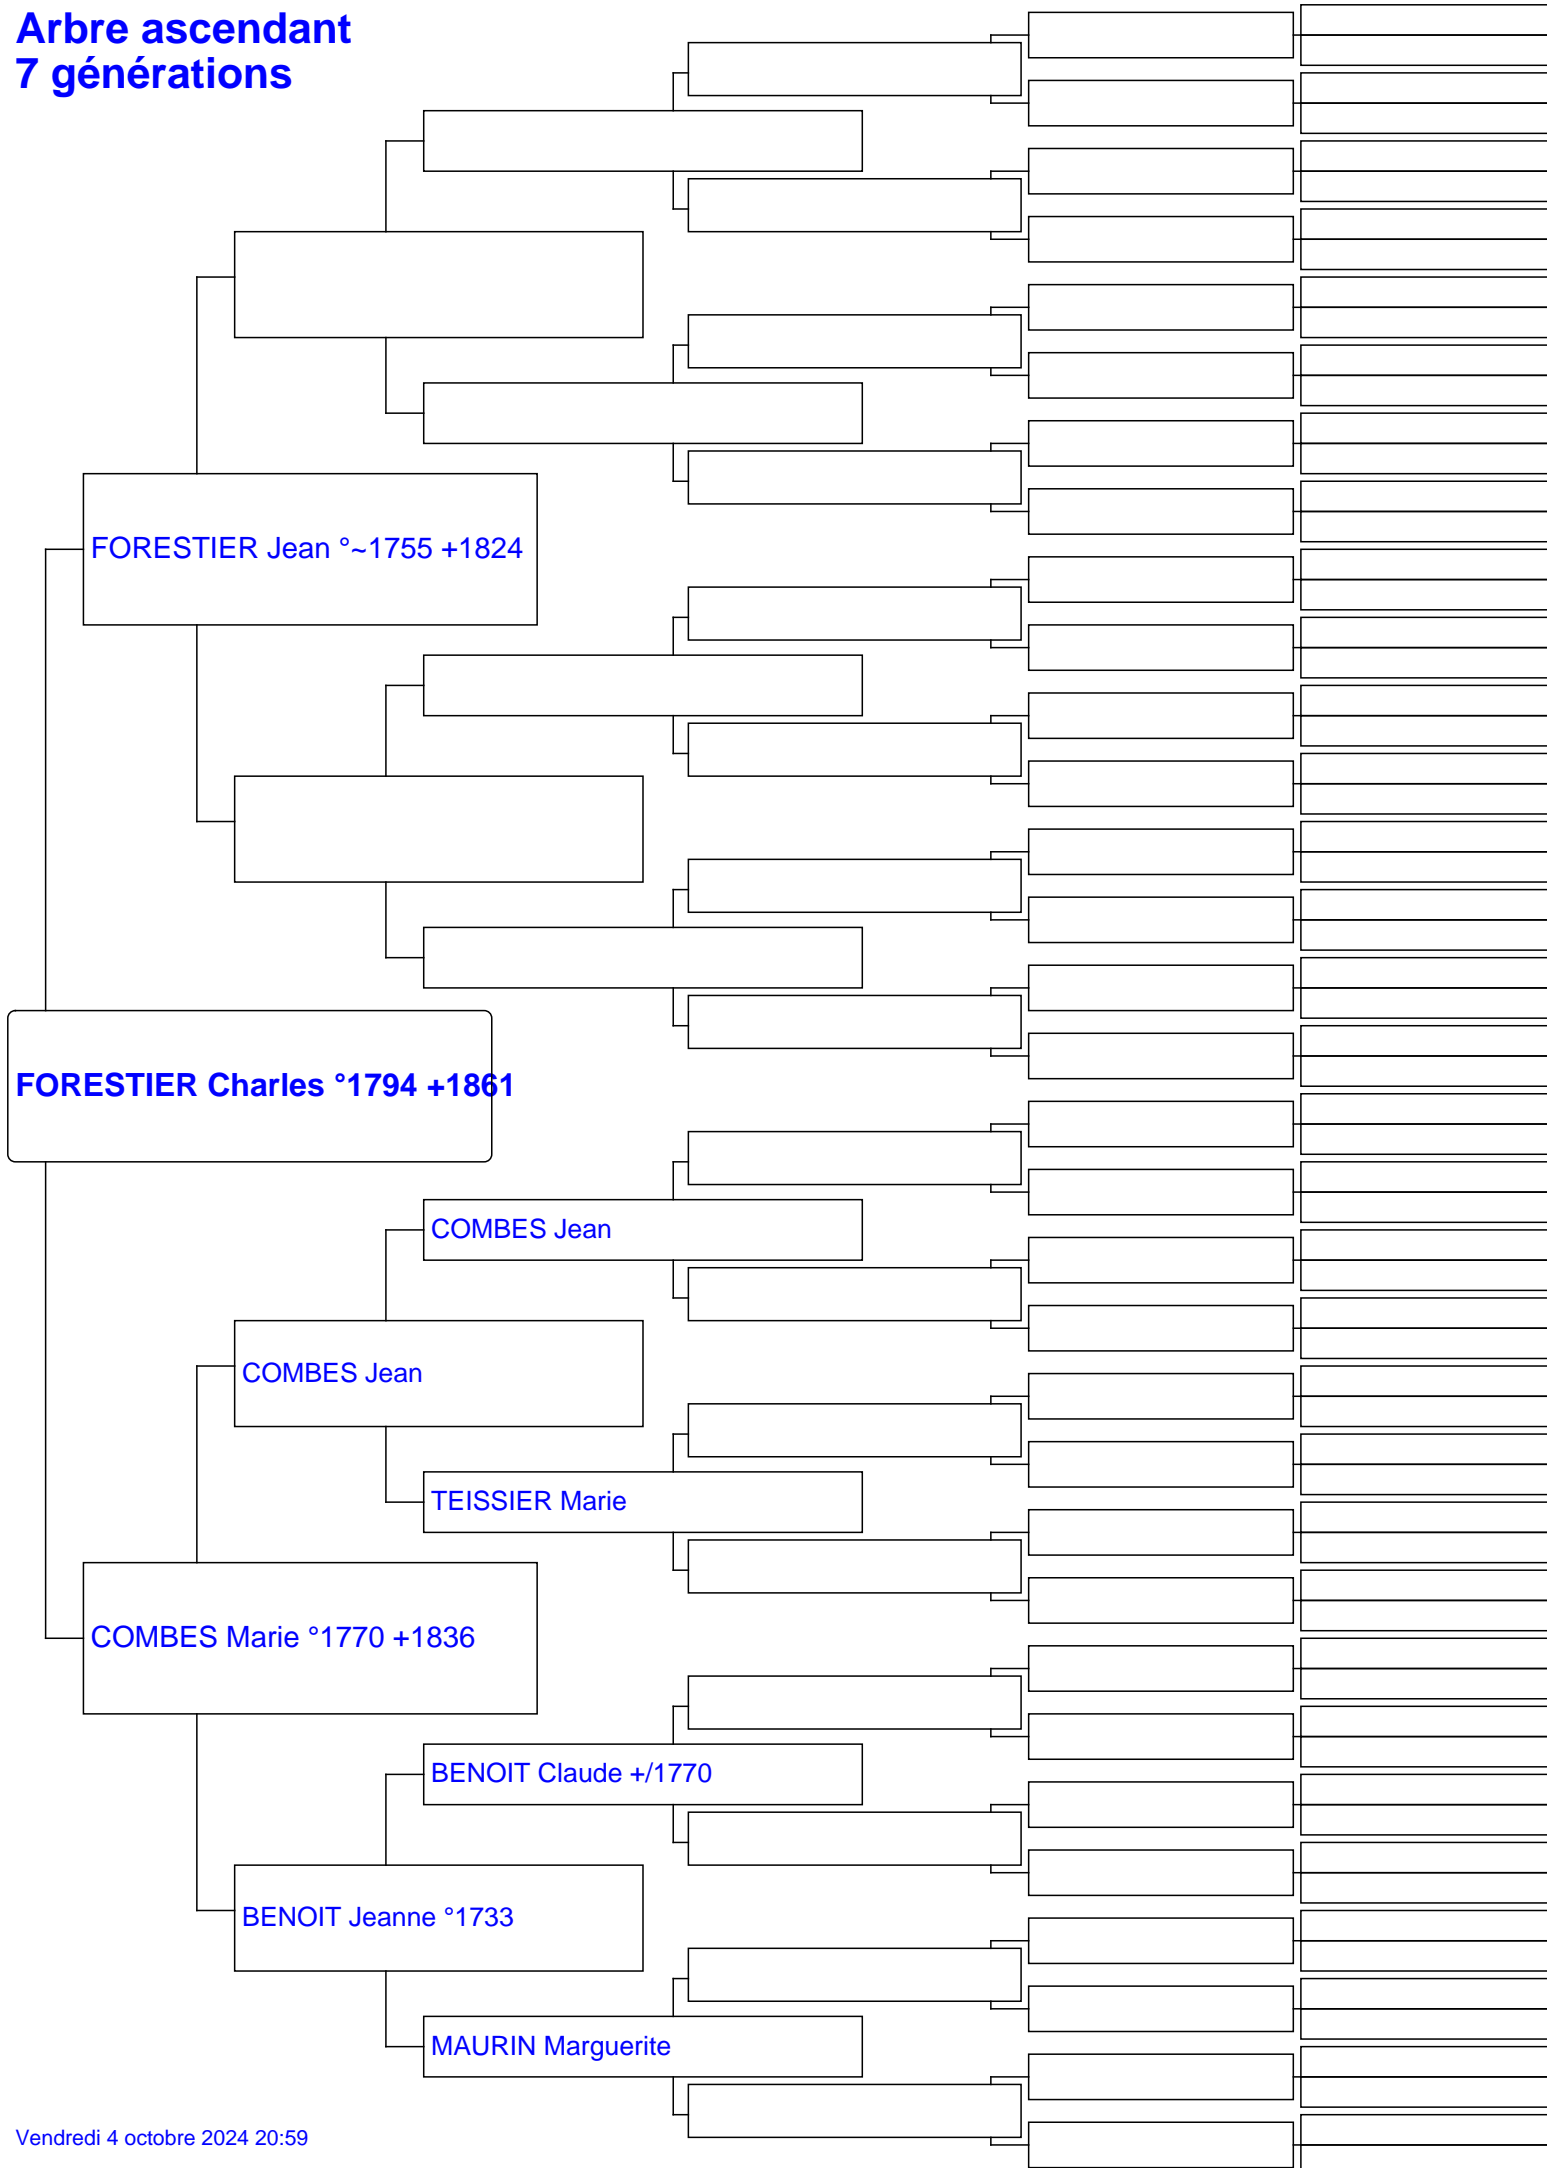 Arbre ascendant
7 générations
FORESTIER Jean °~1755 +1824
FORESTIER Charles °1794 +1861
COMBES Jean
COMBES Jean
TEISSIER Marie
COMBES Marie °1770 +1836
BENOIT Claude +/1770
BENOIT Jeanne °1733
MAURIN Marguerite
Vendredi 4 octobre 2024 20:59